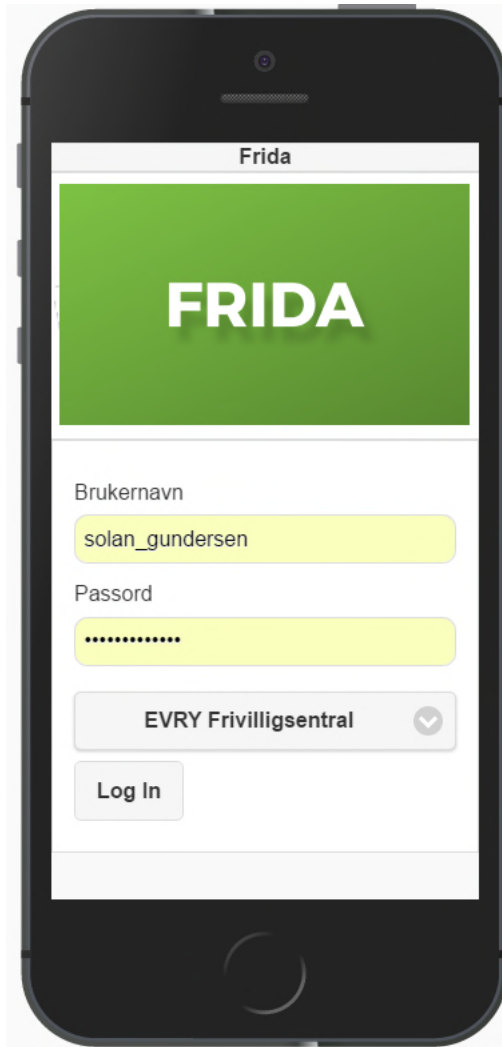 Frida
FRIDA
Brukernavn
solan_gundersen
Passord
•••••••••••••
EVRY Frivilligsentral
Log In